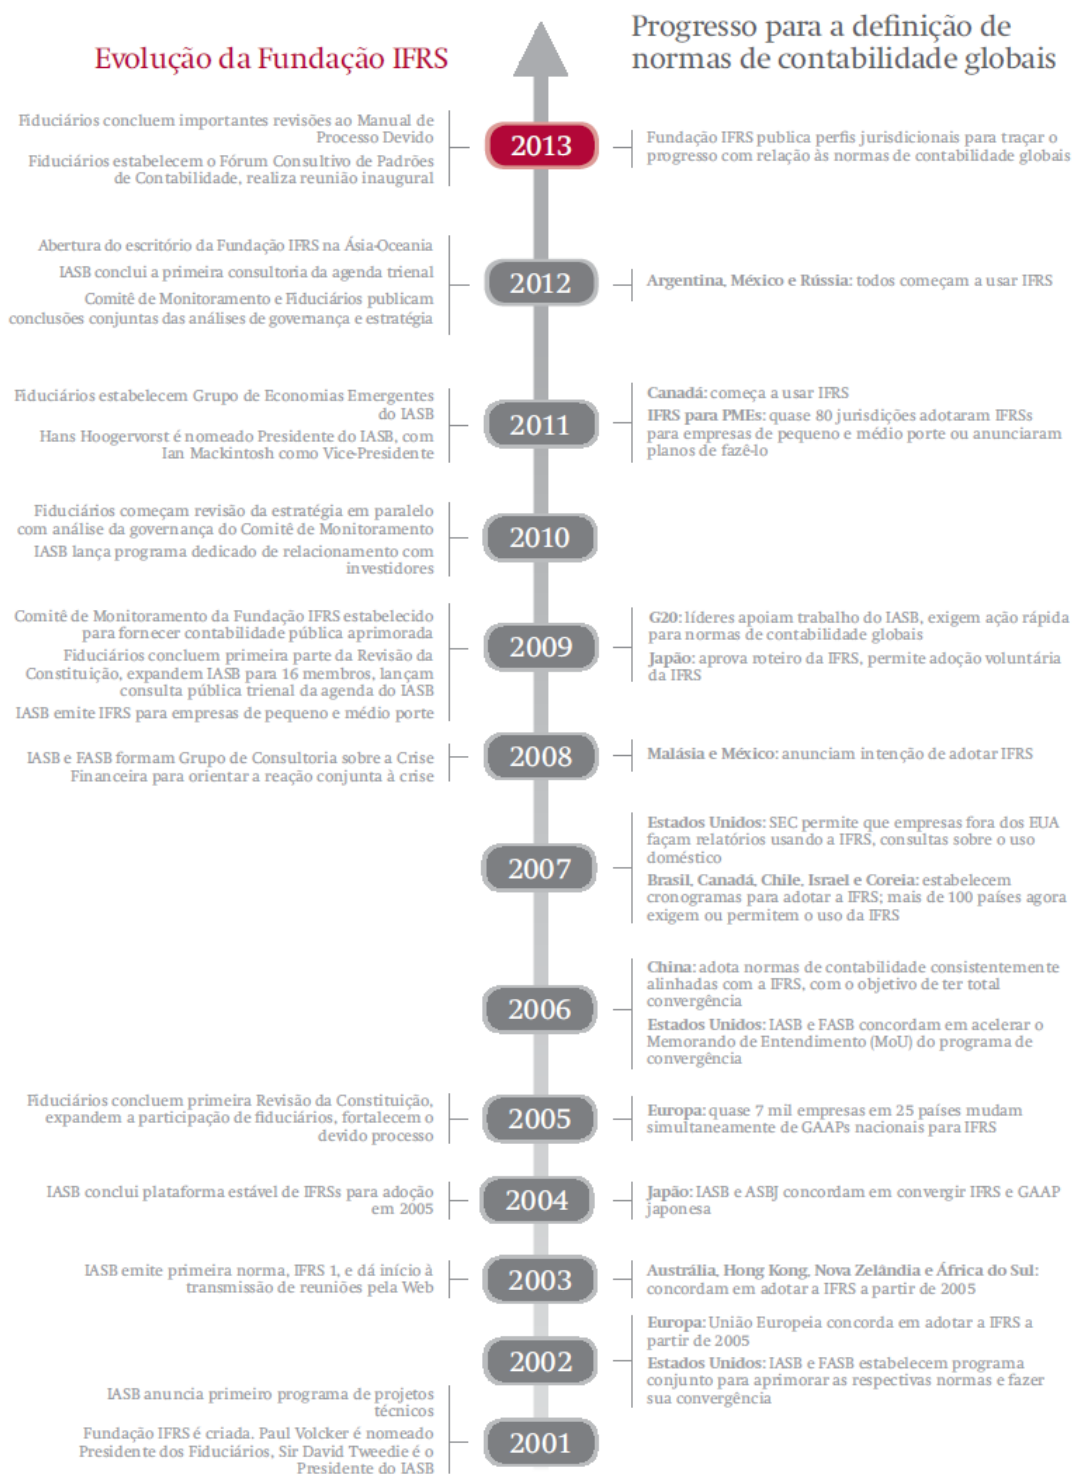 Evolução da Fundação IFRS
Progresso para a definição de
normas de contabilidade globais
Fiduciários concluem importantes revisões ao Manual de
Processo Devido
Fiduciários estabelecem o Fórum Consultivo de Padrões
de Contabilidade, realiza reunião inaugural
2013
Fundação IFRS publica perfis jurisdicionais para traçar o
progresso com relação às normas de contabilidade globais
Abertura do escritório da Fundação IFRS na Ásia-Oceania
IASB conclui a primeira consultoria da agenda trienal
Comitê de Monitoramento e Fiduciários publicam
conclusões conjuntas das análises de governança e estratégia
2012
Argentina, México e Rússia: todos começam a usar IFRS
Fiduciários estabelecem Grupo de Economias Emergentes
do IASB
Hans Hoogervorst é nomeado Presidente do IASB, com
Ian Mackintosh como Vice-Presidente
2011
Canadá: começa a usar IFRS
IFRS para PMEs: quase 80 jurisdições adotaram IFRSs
para empresas de pequeno e médio porte ou anunciaram
planos de fazê-lo
Fiduciários começam revisão da estratégia em paralelo
com análise da governança do Comitê de Monitoramento
IASB lança programa dedicado de relacionamento com
investidores
2010
Comitê de Monitoramento da Fundação IFRS estabelecido
para fornecer contabilidade pública aprimorada
Fiduciários concluem primeira parte da Revisão da
Constituição, expandem IASB para 16 membros, lançam
consulta pública trienal da agenda do IASB
IASB emite IFRS para empresas de pequeno e médio porte
2009
G20: líderes apoiam trabalho do IASB, exigem ação rápida
para normas de contabilidade globais
Japão: aprova roteiro da IFRS, permite adoção voluntária
da IFRS
IASB e FASB formam Grupo de Consultoria sobre a Crise
Financeira para orientar a reação conjunta à crise
2008
Malásia e México: anunciam intenção de adotar IFRS
2007
Estados Unidos: SEC permite que empresas fora dos EUA
façam relatórios usando a IFRS, consultas sobre o uso
doméstico
Brasil, Canadá, Chile, Israel e Coreia: estabelecem
cronogramas para adotar a IFRS; mais de 100 países agora
exigem ou permitem o uso da IFRS
2006
China: adota normas de contabilidade consistentemente
alinhadas com a IFRS, com o objetivo de ter total
convergência
Estados Unidos: IASB e FASB concordam em acelerar o
Memorando de Entendimento (MoU) do programa de
convergência
Fiduciários concluem primeira Revisão da Constituição,
expandem a participação de fiduciários, fortalecem o
devido processo
2005
Europa: quase 7 mil empresas em 25 países mudam
simultaneamente de GAAPs nacionais para IFRS
IASB conclui plataforma estável de IFRSs para adoção
em 2005
2004
Japão: IASB e ASBJ concordam em convergir IFRS e GAAP
japonesa
IASB emite primeira norma, IFRS 1, e dá início à
transmissão de reuniões pela Web
2003
Austrália, Hong Kong, Nova Zelândia e África do Sul:
concordam em adotar a IFRS a partir de 2005
2002
Europa: União Europeia concorda em adotar a IFRS a
partir de 2005
Estados Unidos: IASB e FASB estabelecem programa
conjunto para aprimorar as respectivas normas e fazer
sua convergência
IASB anuncia primeiro programa de projetos
técnicos
Fundação IFRS é criada. Paul Volcker é nomeado
Presidente dos Fiduciários, Sir David Tweedie é o
Presidente do IASB
2001